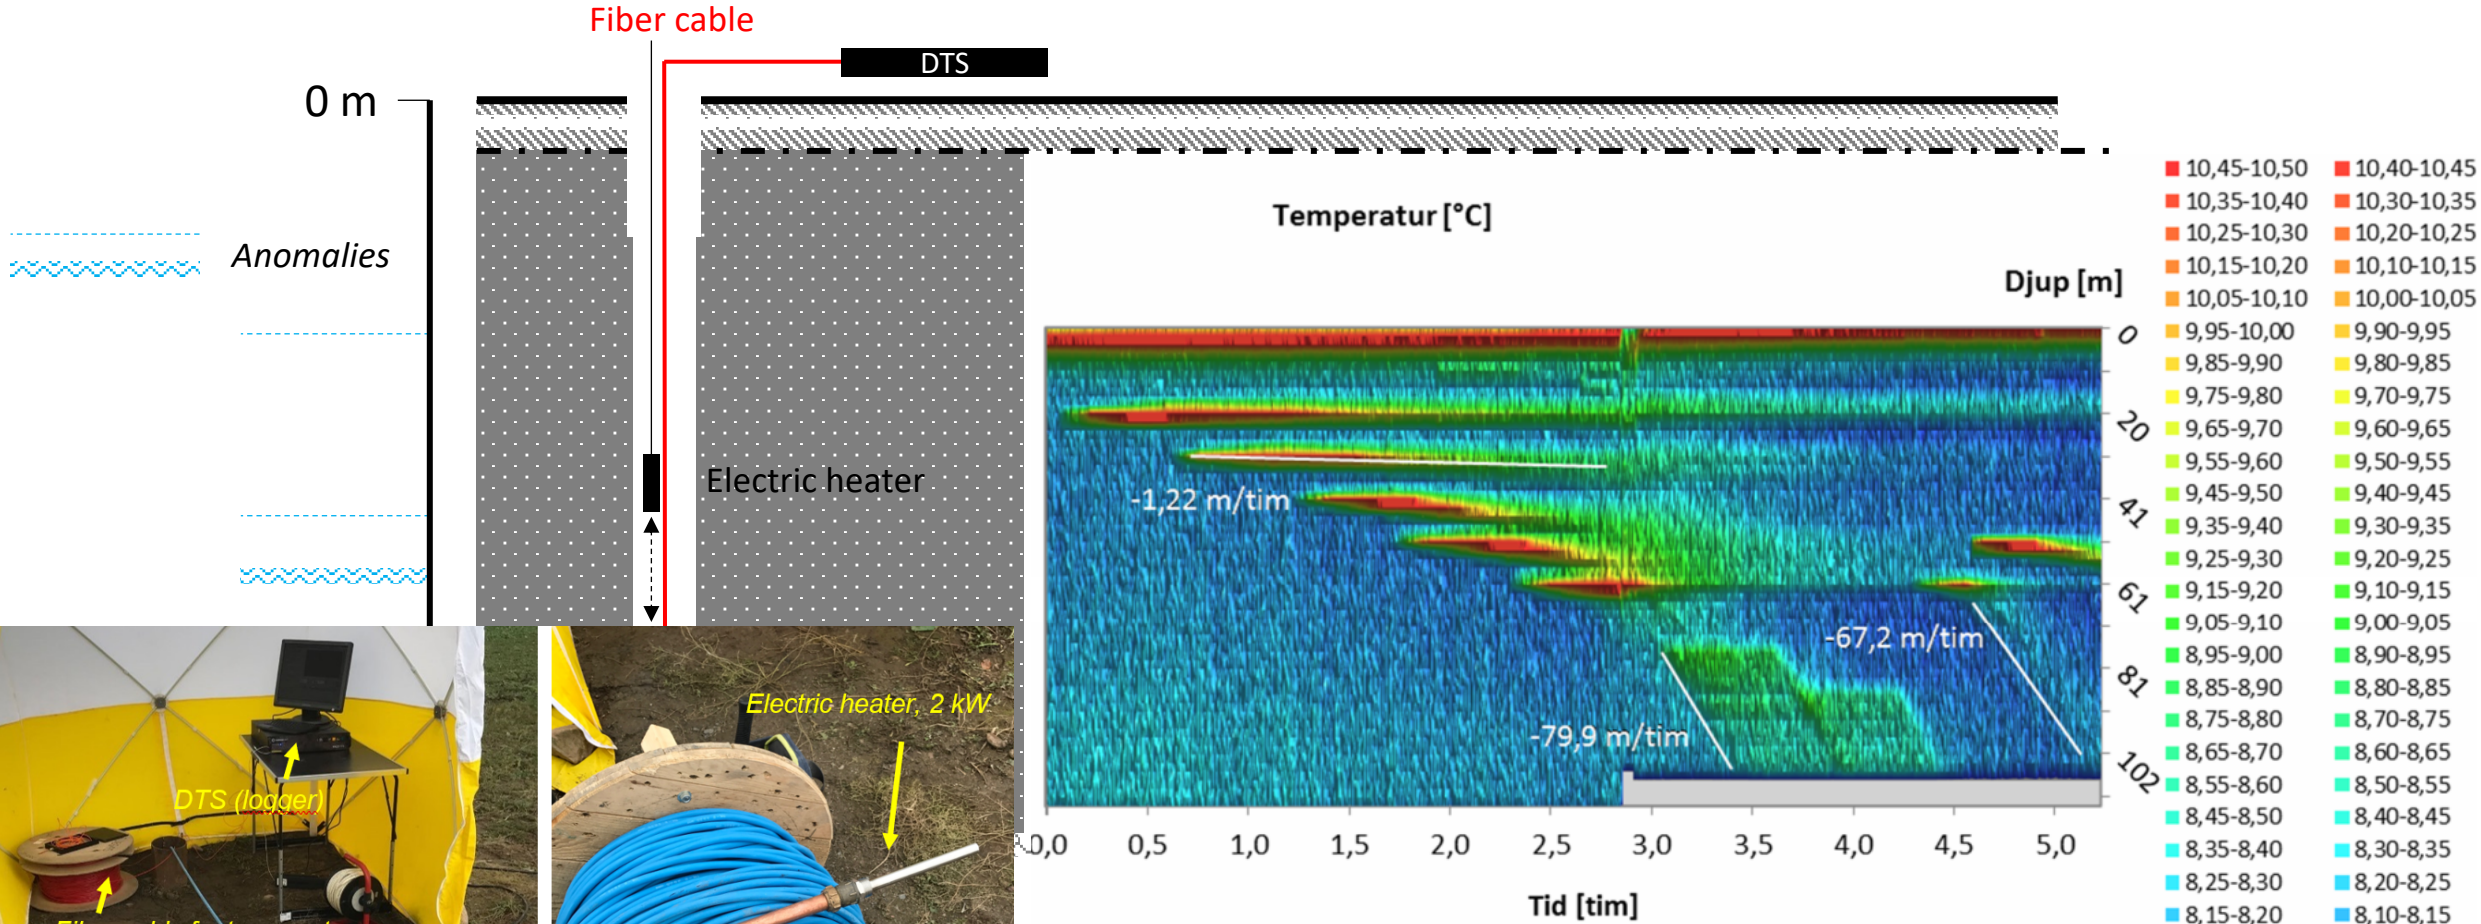 Fiber cable
DTS
0 m
Anomalies
Electric heater
Temperatur [°C]
Djup [m]
0
20
41
61
81
102
-1,22 m/tim
-67,2 m/tim
-79,9 m/tim
0,0 0,5 1,0 1,5 2,0 2,5 3,0 3,5 4,0 4,5 5,0
Tid [tim]
10,45-10,50 10,40-10,45
10,35-10,40 10,30-10,35
10,25-10,30 10,20-10,25
10,15-10,20 10,10-10,15
10,05-10,10 10,00-10,05
9,95-10,00 9,90-9,95
9,85-9,90 9,80-9,85
9,75-9,80 9,70-9,75
9,65-9,70 9,60-9,65
9,55-9,60 9,50-9,55
9,45-9,50 9,40-9,45
9,35-9,40 9,30-9,35
9,25-9,30 9,20-9,25
9,15-9,20 9,10-9,15
9,05-9,10 9,00-9,05
8,95-9,00 8,90-8,95
8,85-8,90 8,80-8,85
8,75-8,80 8,70-8,75
8,65-8,70 8,60-8,65
8,55-8,60 8,50-8,55
8,45-8,50 8,40-8,45
8,35-8,40 8,30-8,35
8,25-8,30 8,20-8,25
8,15-8,20 8,10-8,15
DTS (logger)
Electric heater, 2 kW